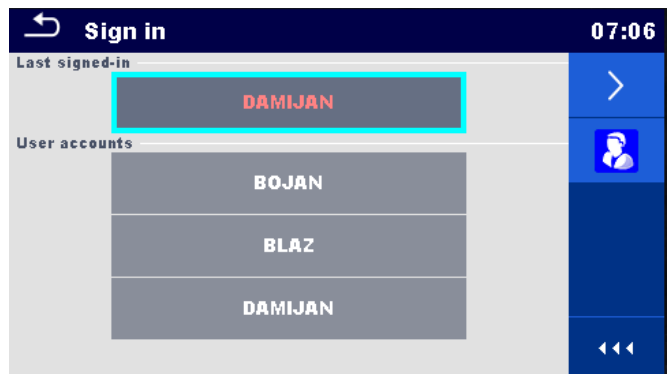 Sign in
07:06
Last signed-in
DAMIJAN
User accounts
BOJAN
BLAZ
DAMIJAN